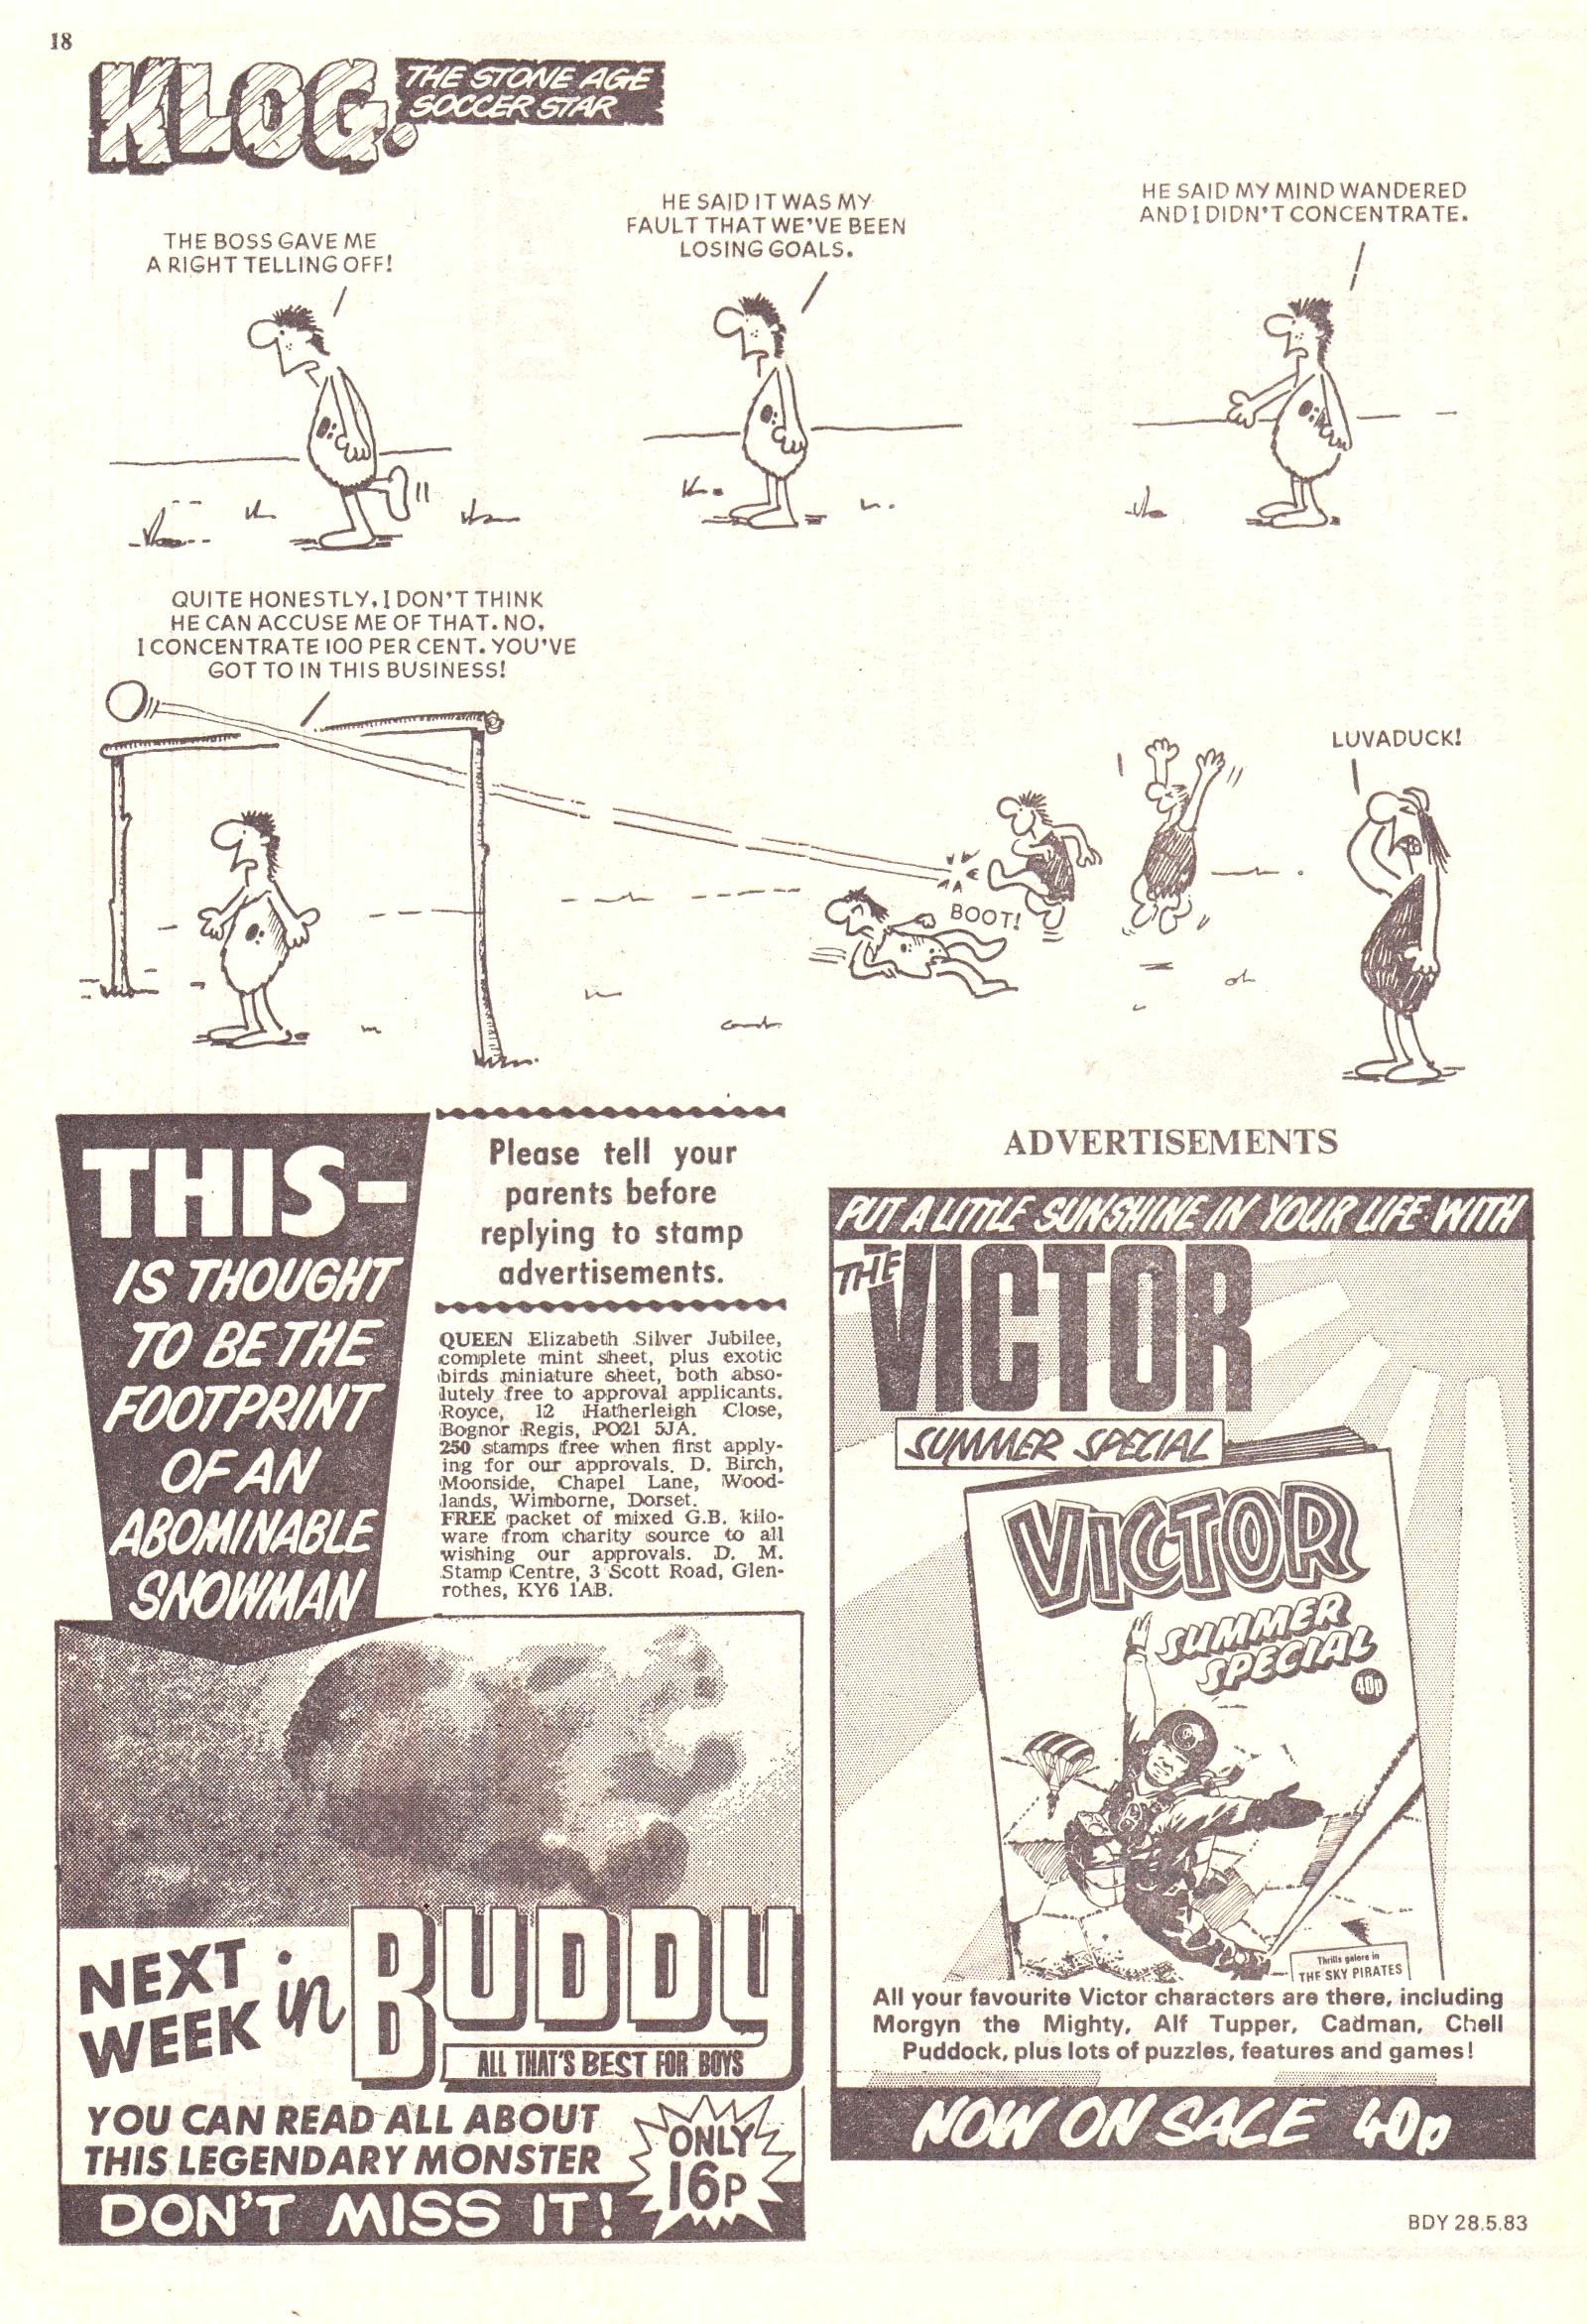 18
KLOG.
THE STONE AGE
SOCCER STAR
THE BOSS GAVE ME
A RIGHT TELLING OFF!
HE SAID IT WAS MY
FAULT THAT WE'VE BEEN
LOSING GOALS.
HE SAID MY MIND WANDERED
AND I DIDN'T CONCENTRATE.
QUITE HONESTLY, I DON'T THINK
HE CAN ACCUSE ME OF THAT. NO,
I CONCENTRATE 100 PER CENT. YOU'VE
GOT TO IN THIS BUSINESS!
BOOT!
LUVADUCK!
THIS-
IS THOUGHT
TO BE THE
FOOTPRINT
OF AN
ABOMINABLE
SNOWMAN
Please tell your
parents before
replying to stamp
advertisements.
QUEEN Elizabeth Silver Jubilee,
complete mint sheet, plus exotic
birds miniature sheet, both abso-
lutely free to approval applicants.
Royce, 12 Hatherleigh Close,
Bognor Regis, PO21 5JA.
250 stamps free when first apply-
ing for our approvals. D. Birch,
Moonside, Chapel Lane, Wood-
lands, Wimborne, Dorset.
FREE packet of mixed G.B. kilo-
ware from charity source to all
wishing our approvals. D. M.
Stamp Centre, 3 Scott Road, Glen-
rothes, KY6 1AB.
NEXT
WEEK in BUDDY
ALL THAT'S BEST FOR BOYS
YOU CAN READ ALL ABOUT
THIS LEGENDARY MONSTER
ONLY
16P
DON'T MISS IT!
ADVERTISEMENTS
PUT A LITTLE SUNSHINE IN YOUR LIFE WITH
THE VICTOR
SUMMER SPECIAL
VICTOR
SUMMER
SPECIAL
40p
Thrills galore in
THE SKY PIRATES
All your favourite Victor characters are there, including
Morgyn the Mighty, Alf Tupper, Cadman, Chell
Puddock, plus lots of puzzles, features and games!
NOW ON SALE 40p
BDY 28.5.83